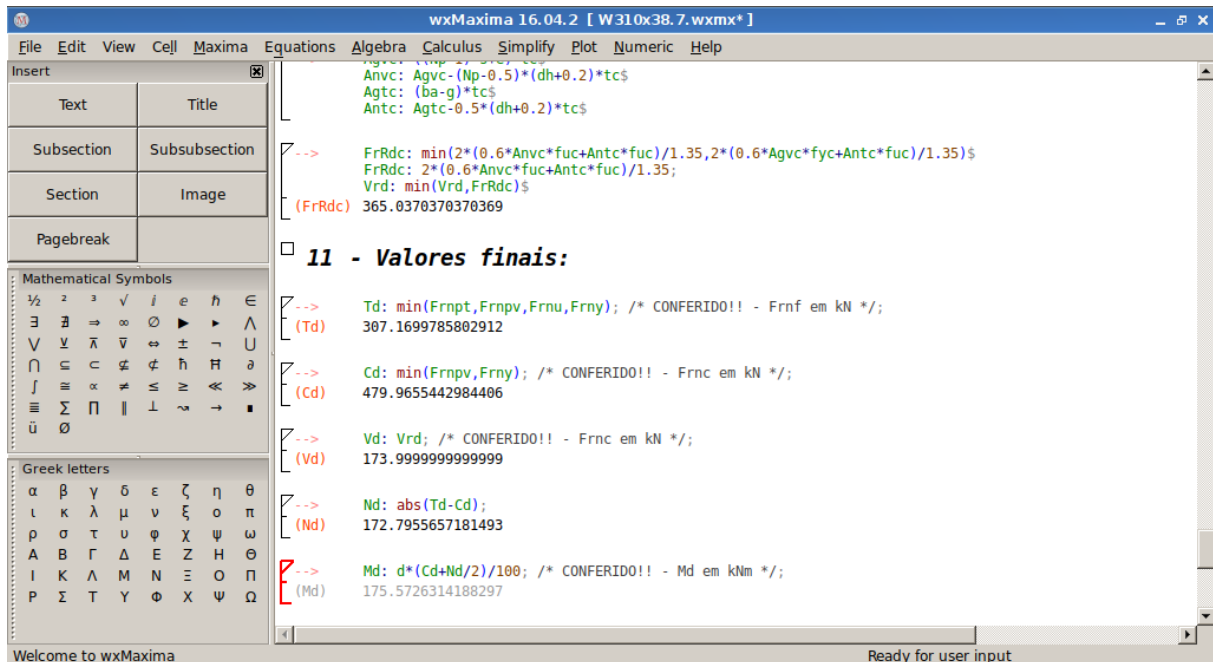 wxMaxima 16.04.2 [ W310x38.7.wxmx* ]
File Edit View Cell Maxima Equations Algebra Calculus Simplify Plot Numeric Help
Insert
Text Title
Subsection Subsubsection
Section Image
Pagebreak
Mathematical Symbols
½ ² ³ √ ⅈ ℯ ℏ ∈
∃ ∄ ⇒ ∞ ∅ ▶ ▸ ⋀
⋁ ⊻ ⊼ ⊽ ⇔ ± ¬ ⋃
⋂ ⊆ ⊂ ⊈ ⊄ ħ Ħ ∂
∫ ≅ ∝ ≠ ≤ ≥ ≪ ≫
≣ ∑ ∏ ∥ ⟂ ↝ → ∎
ü Ø
Greek letters
α β γ δ ε ζ η θ
ι κ λ μ ν ξ ο π
ρ σ τ υ φ χ ψ ω
Α Β Γ Δ Ε Ζ Η Θ
Ι Κ Λ Μ Ν Ξ Ο Π
Ρ Σ Τ Υ Φ Χ Ψ Ω
Anvc: Agvc-(Np-0.5)*(dh+0.2)*tc$
Agtc: (ba-g)*tc$
Antc: Agtc-0.5*(dh+0.2)*tc$
--> FrRdc: min(2*(0.6*Anvc*fuc+Antc*fuc)/1.35,2*(0.6*Agvc*fyc+Antc*fuc)/1.35)$
FrRdc: 2*(0.6*Anvc*fuc+Antc*fuc)/1.35;
Vrd: min(Vrd,FrRdc)$
(FrRdc) 365.0370370370369
11 - Valores finais:
--> Td: min(Frnpt,Frnpv,Frnu,Frny); /* CONFERIDO!! - Frnf em kN */;
(Td) 307.1699785802912
--> Cd: min(Frnpv,Frny); /* CONFERIDO!! - Frnc em kN */;
(Cd) 479.9655442984406
--> Vd: Vrd; /* CONFERIDO!! - Frnc em kN */;
(Vd) 173.9999999999999
--> Nd: abs(Td-Cd);
(Nd) 172.7955657181493
--> Md: d*(Cd+Nd/2)/100; /* CONFERIDO!! - Md em kNm */;
(Md) 175.5726314188297
Welcome to wxMaxima Ready for user input